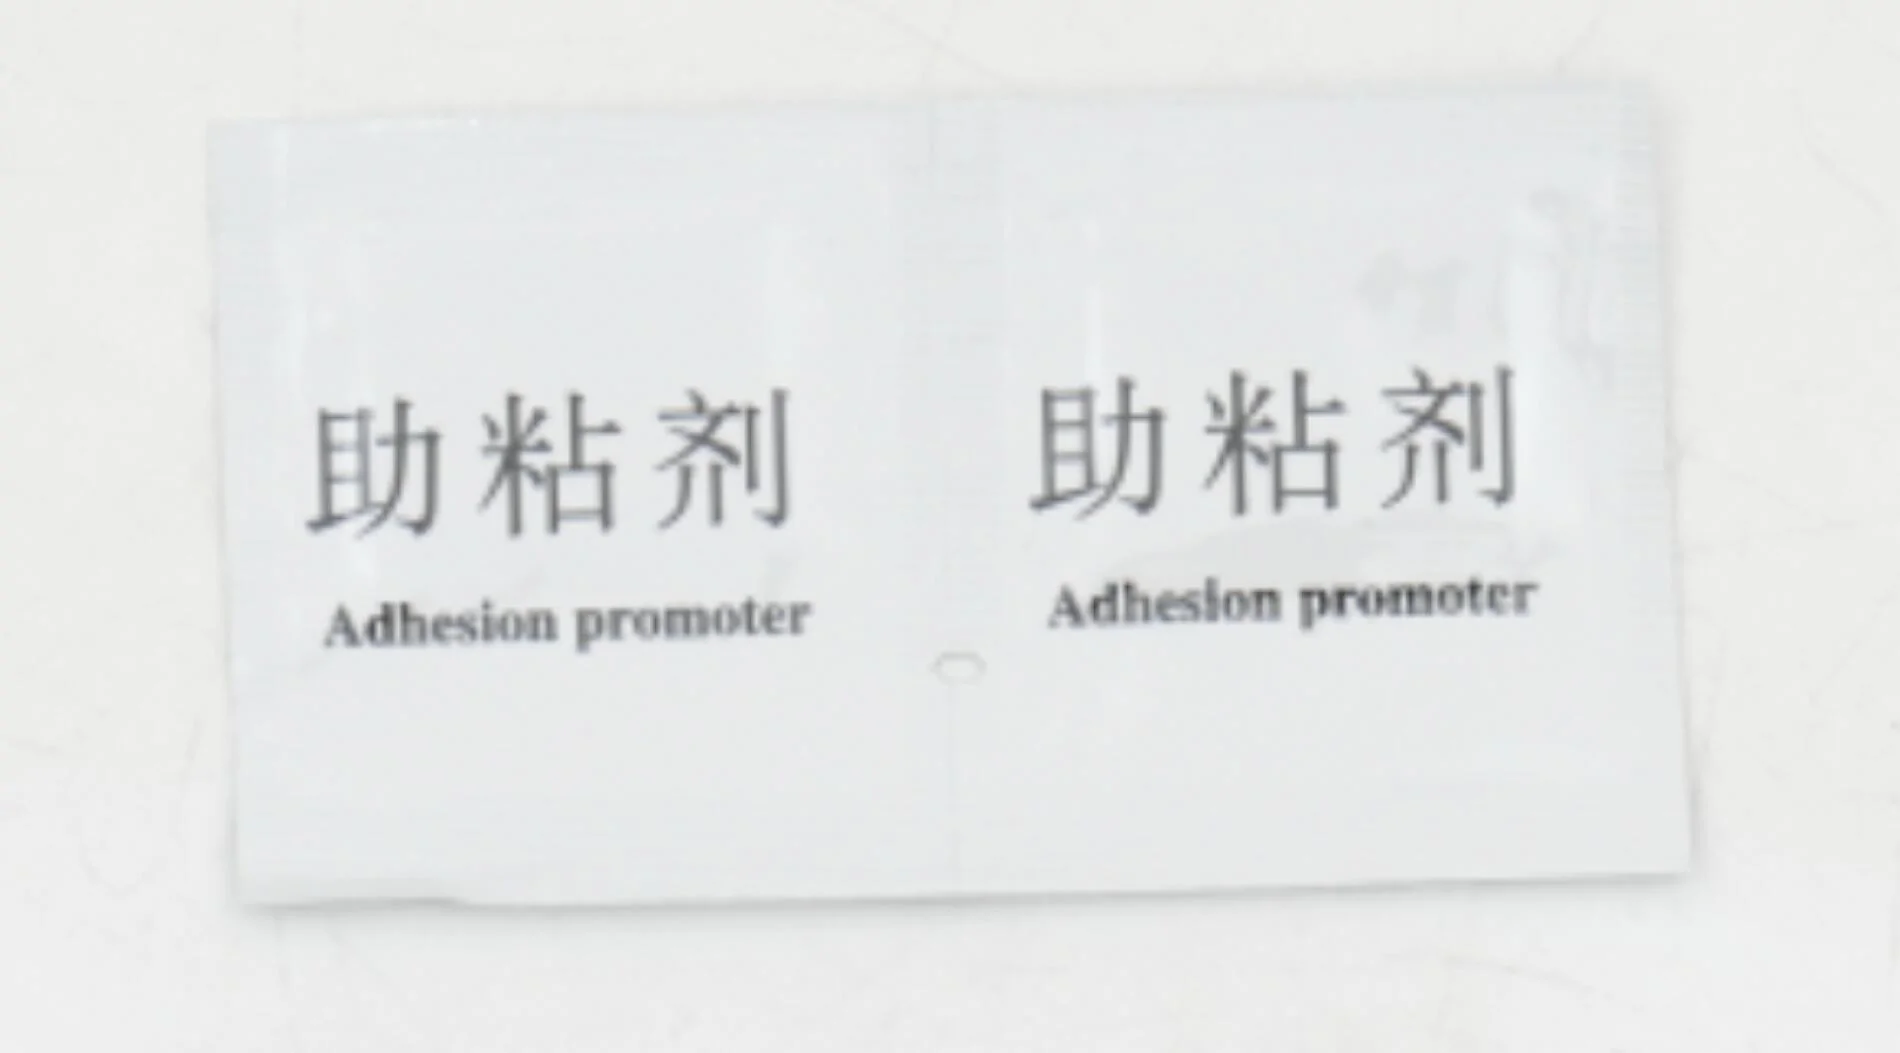 助粘剂
Adhesion promoter
助粘剂
Adhesion promoter